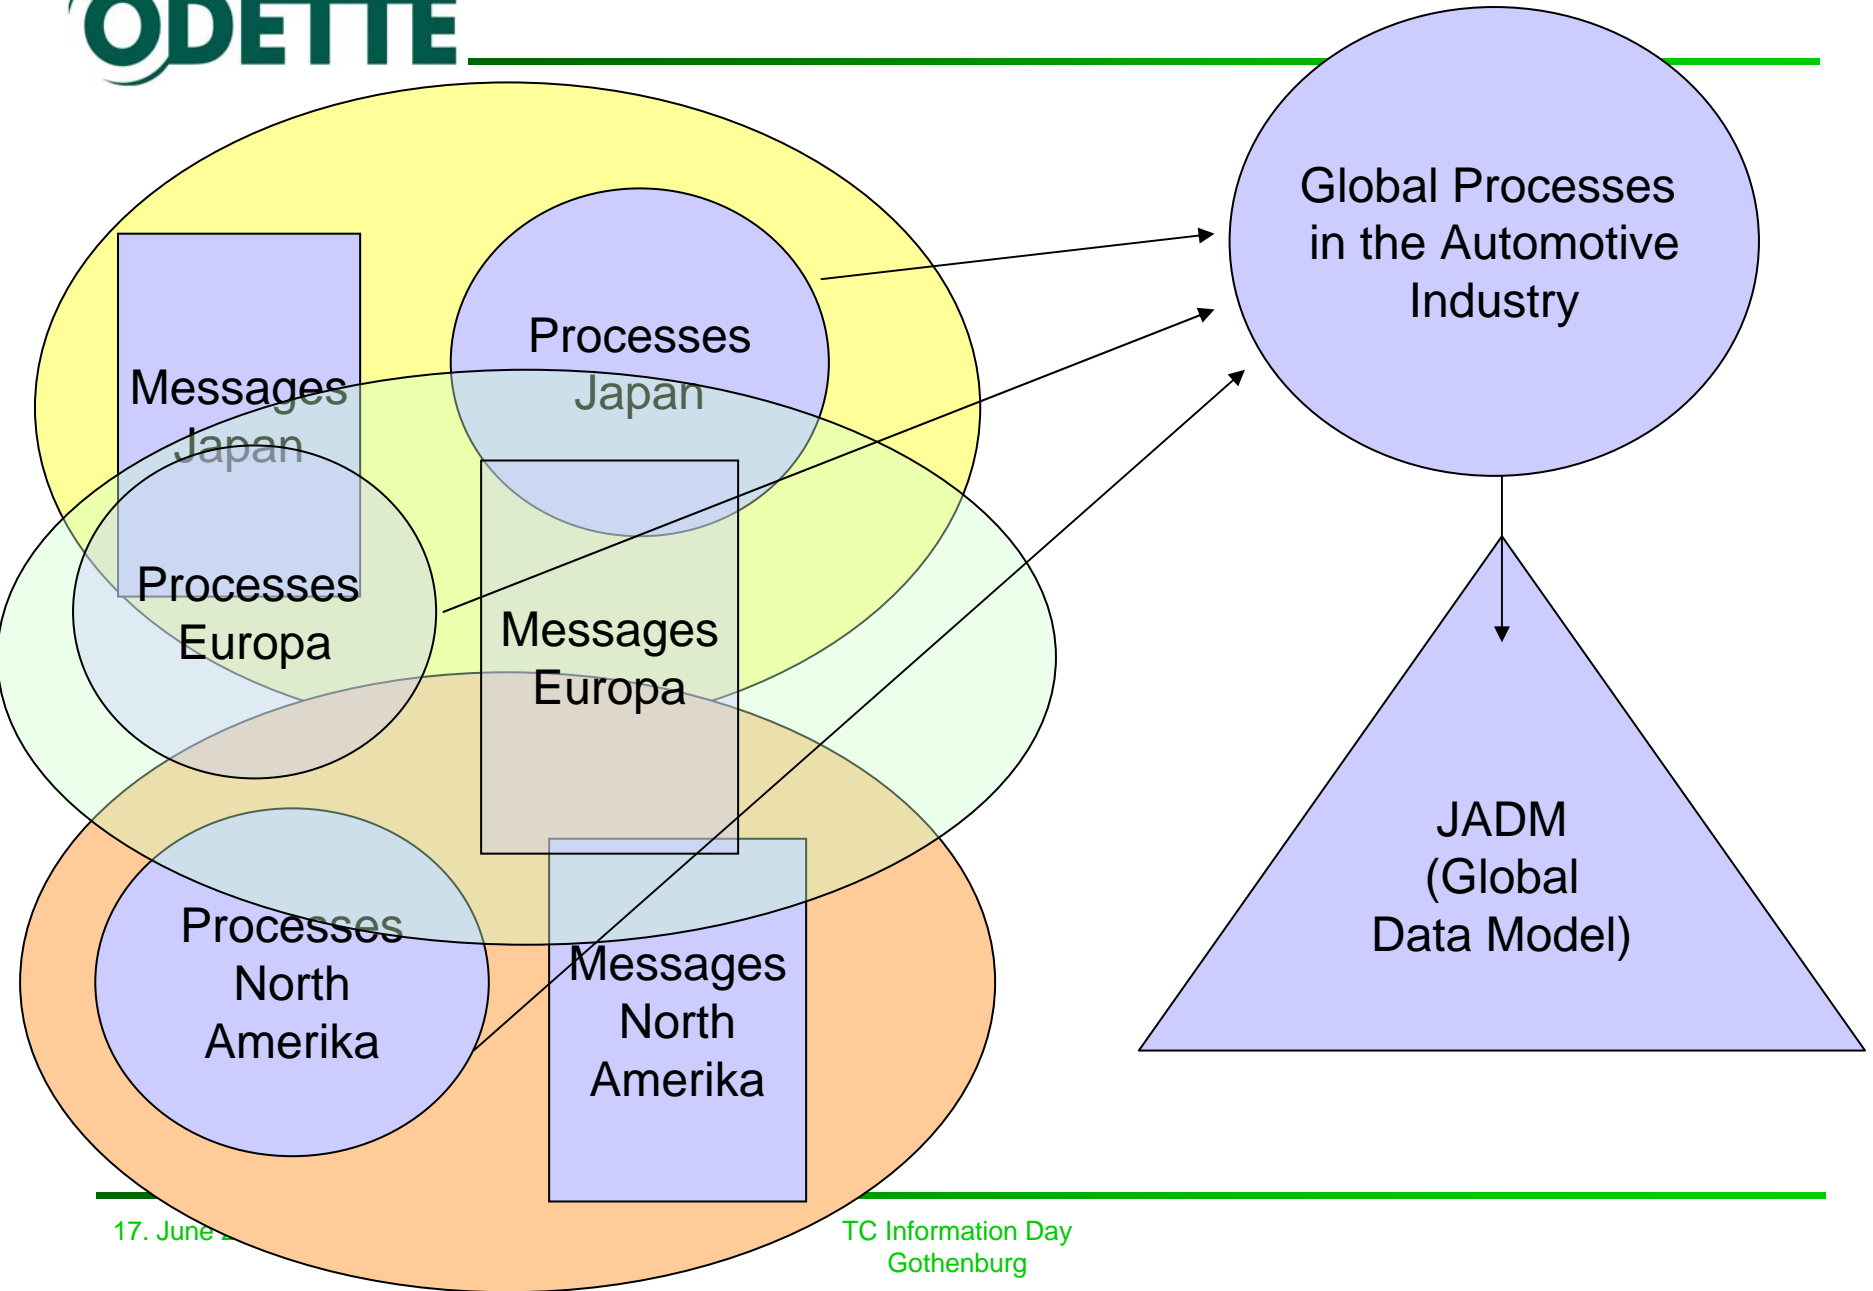 ODETTE
Global Processes
in the Automotive
Industry
Processes
Japan
Messages
Japan
Processes
Europa
Messages
Europa
JADM
(Global
Data Model)
Processes
North
Amerika
Messages
North
Amerika
17. June
TC Information Day
Gothenburg